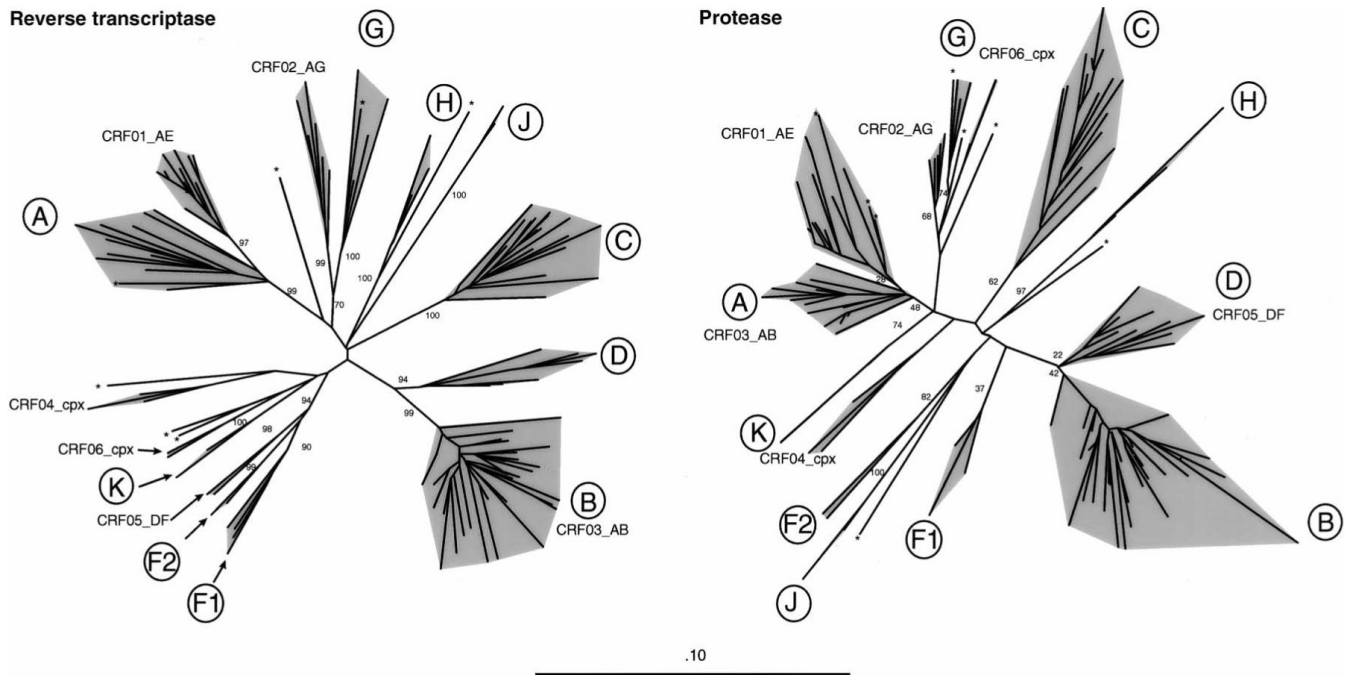 Reverse transcriptase
G
CRF02_AG
*
H
*
J
CRF01_AE
*
100
A
C
97
99
100
100
99
70
100
*
D
94
*
CRF04_cpx
94
99
*
100
98
*
90
CRF06_cpx
99
K
B
CRF05_DF
CRF03_AB
F2
F1
Protease
C
G
CRF06_cpx
*
H
*
CRF01_AE
CRF02_AG
*
*
74
*
*
68
*
28
62
97
A
48
D
CRF03_AB
74
CRF05_DF
22
42
37
82
K
CRF04_cpx
100
F2
F1
B
*
J
.10